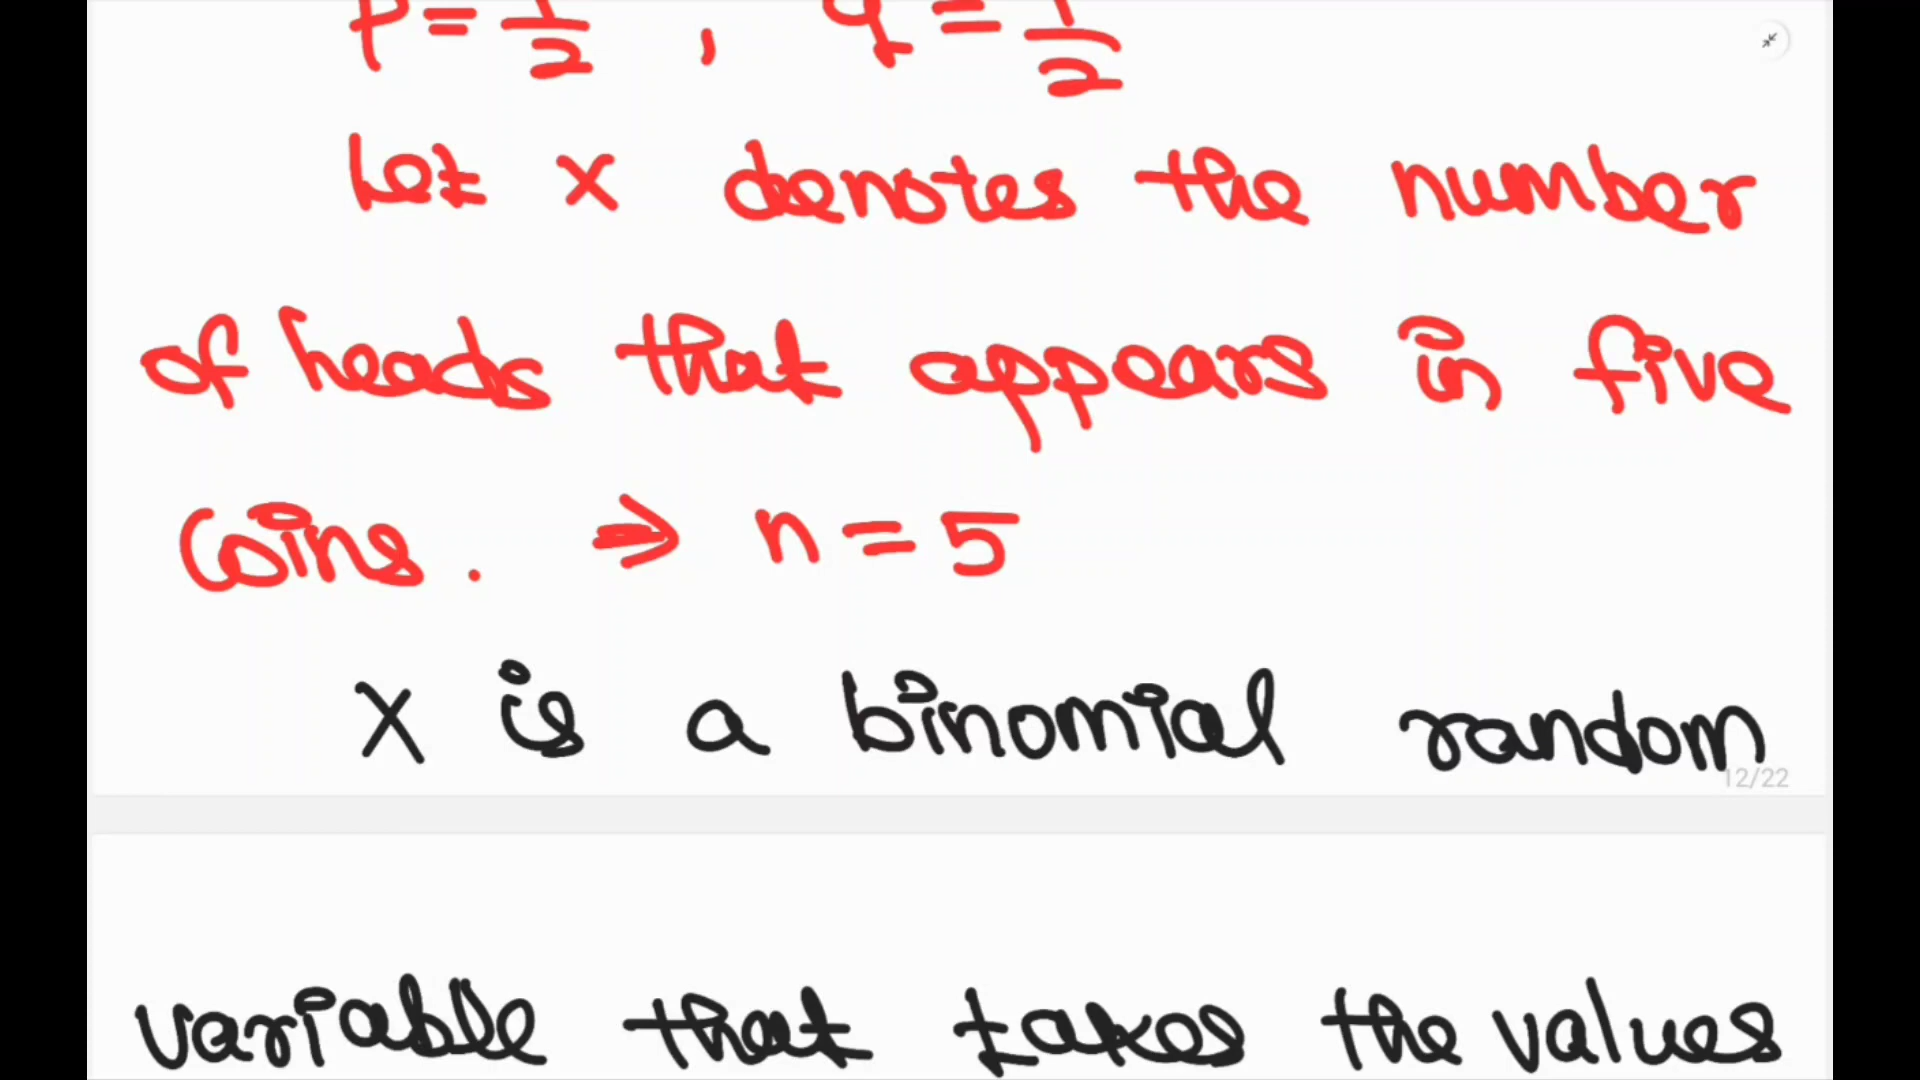 p = 1/2 , q = 1/2
Let x denotes the number
of heads that appears in five
coins. ⇒ n = 5
X is a binomial random
12/22
variable that takes the values